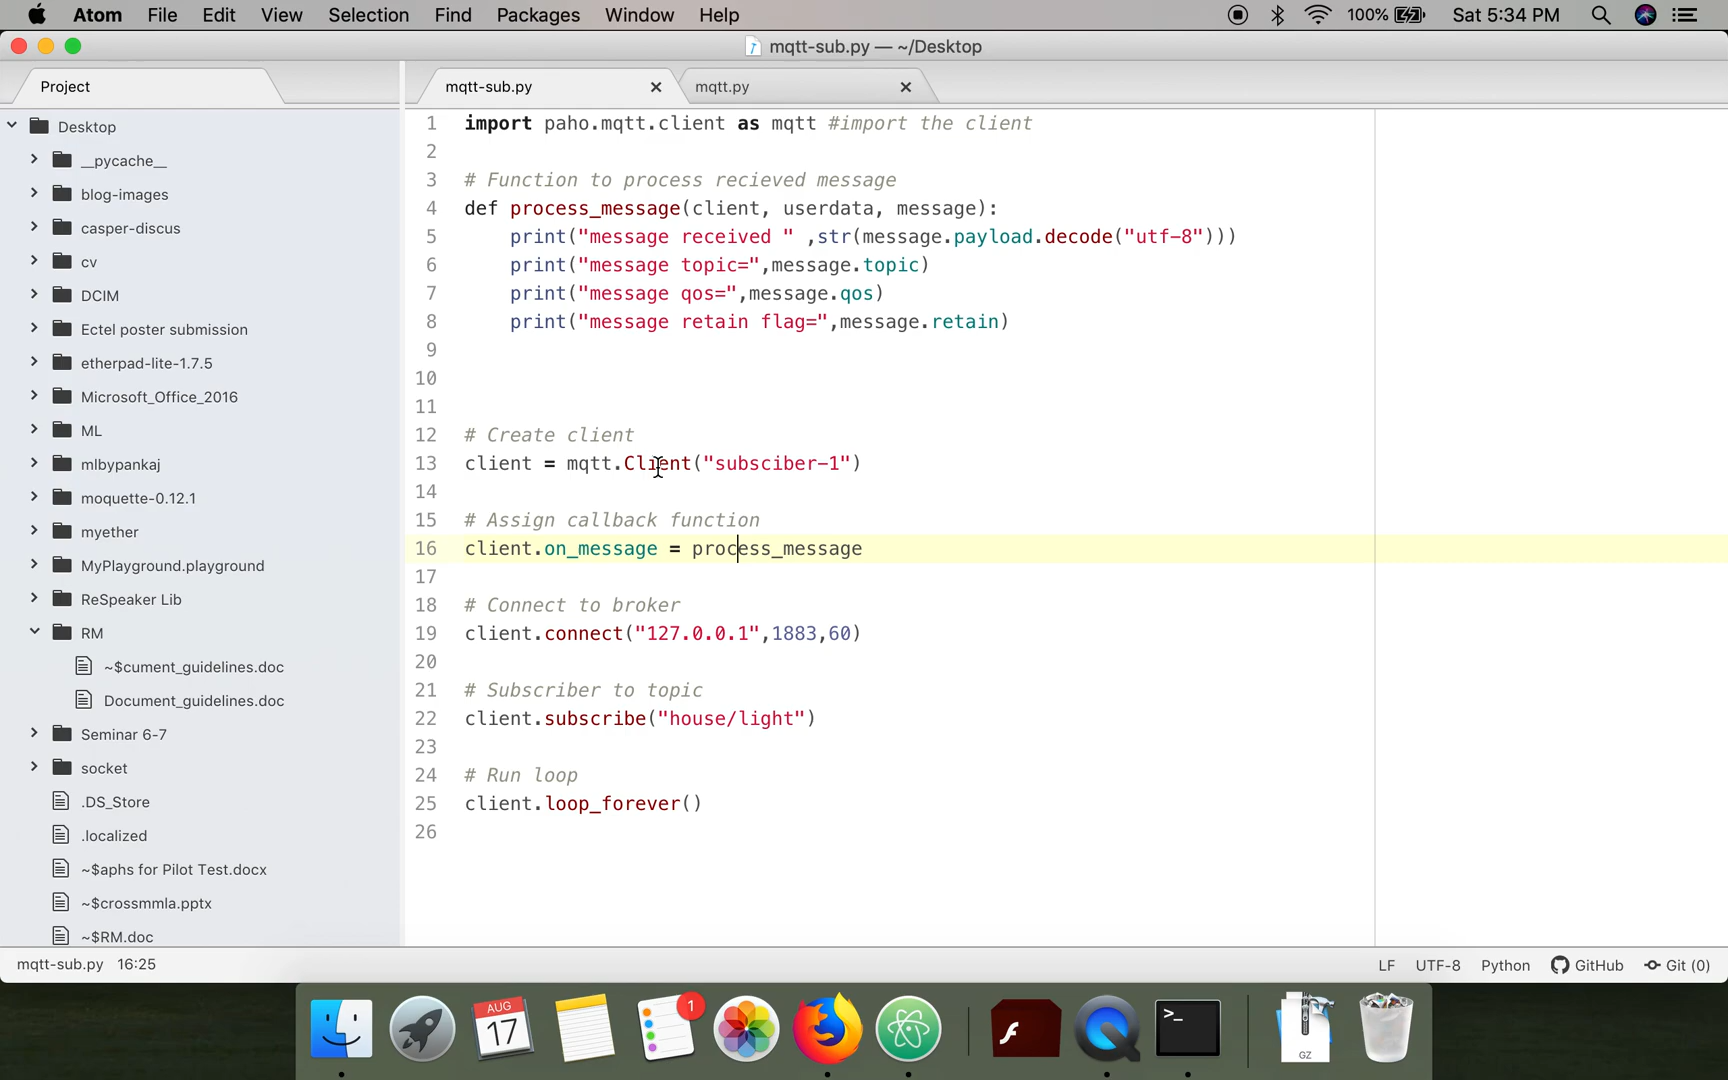 Atom File Edit View Selection Find Packages Window Help 100% Sat 5:34 PM
mqtt-sub.py — ~/Desktop
Project mqtt-sub.py mqtt.py
Desktop
__pycache__
blog-images
casper-discus
cv
DCIM
Ectel poster submission
etherpad-lite-1.7.5
Microsoft_Office_2016
ML
mlbypankaj
moquette-0.12.1
myether
MyPlayground.playground
ReSpeaker Lib
RM
~$cument_guidelines.doc
Document_guidelines.doc
Seminar 6-7
socket
.DS_Store
.localized
~$aphs for Pilot Test.docx
~$crossmmla.pptx
~$RM.doc
1 import paho.mqtt.client as mqtt #import the client
2
3 # Function to process recieved message
4 def process_message(client, userdata, message):
5     print("message received " ,str(message.payload.decode("utf-8")))
6     print("message topic=",message.topic)
7     print("message qos=",message.qos)
8     print("message retain flag=",message.retain)
9
10
11
12 # Create client
13 client = mqtt.Client("subsciber-1")
14
15 # Assign callback function
16 client.on_message = process_message
17
18 # Connect to broker
19 client.connect("127.0.0.1",1883,60)
20
21 # Subscriber to topic
22 client.subscribe("house/light")
23
24 # Run loop
25 client.loop_forever()
26
mqtt-sub.py 16:25 LF UTF-8 Python GitHub Git (0)
AUG
17
1
>_
GZ